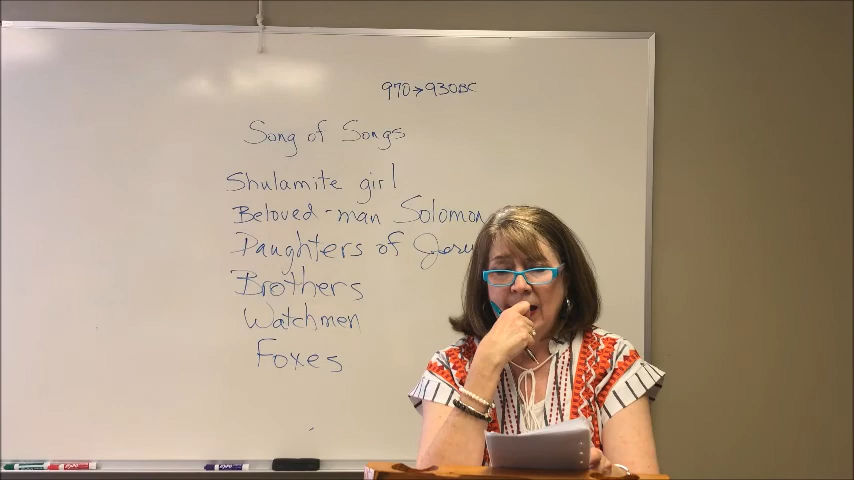 970→930BC
Song of Songs
Shulamite girl
Beloved-man Solomon
Daughters of
Brothers
Watchmen
Foxes